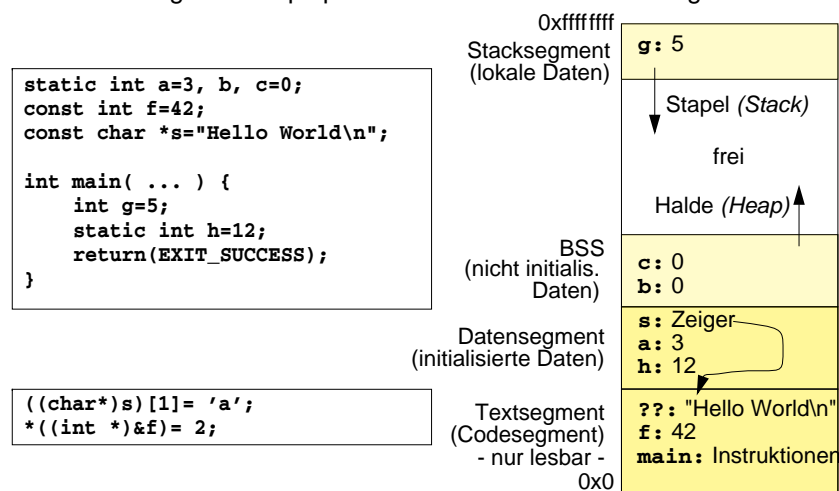 0xffffffff
Stacksegment
(lokale Daten)
g: 5
static int a=3, b, c=0;
const int f=42;
const char *s="Hello World\n";
int main( ... ) {
int g=5;
static int h=12;
return(EXIT_SUCCESS);
}
Stapel (Stack)
frei
Halde (Heap)
BSS
(nicht initialis.
Daten)
c: 0
b: 0
Datensegment
(initialisierte Daten)
s: Zeiger
a: 3
h: 12
((char*)s)[1]= ’a’;
*((int *)&f)= 2;
Textsegment
(Codesegment)
- nur lesbar -
0x0
??: "Hello World\n"
f: 42
main: Instruktionen